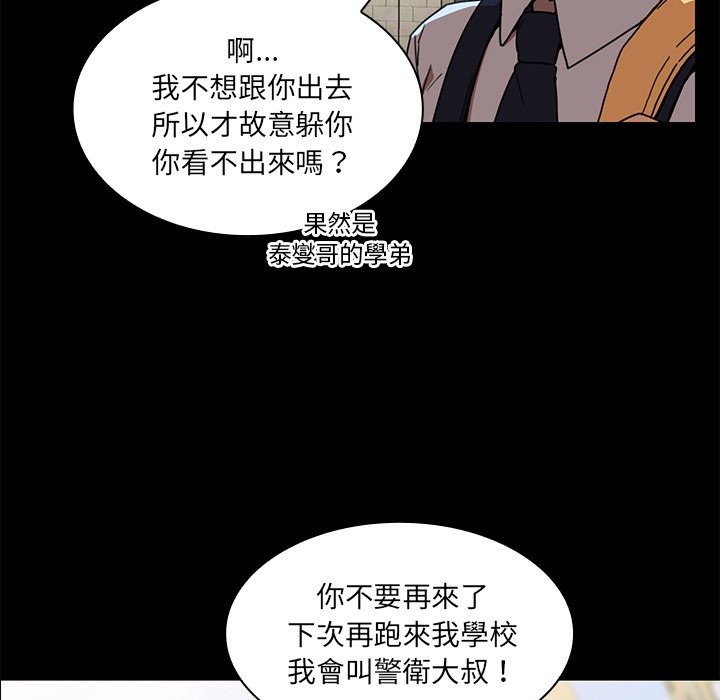 啊...
我不想跟你出去
所以才故意躲你
你看不出來嗎？
果然是
泰燮哥的學弟
你不要再來了
下次再跑來我學校
我會叫警衛大叔！